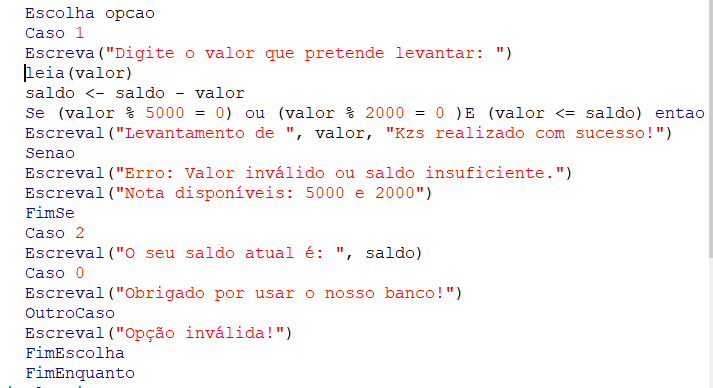 Escolha opcao
Caso 1
Escreva("Digite o valor que pretende levantar: ")
leia(valor)
saldo <- saldo - valor
Se (valor % 5000 = 0) ou (valor % 2000 = 0 )E (valor <= saldo) entao
Escreval("Levantamento de ", valor, "Kzs realizado com sucesso!")
Senao
Escreval("Erro: Valor inválido ou saldo insuficiente.")
Escreval("Nota disponíveis: 5000 e 2000")
FimSe
Caso 2
Escreval("O seu saldo atual é: ", saldo)
Caso 0
Escreval("Obrigado por usar o nosso banco!")
OutroCaso
Escreval("Opção inválida!")
FimEscolha
FimEnquanto